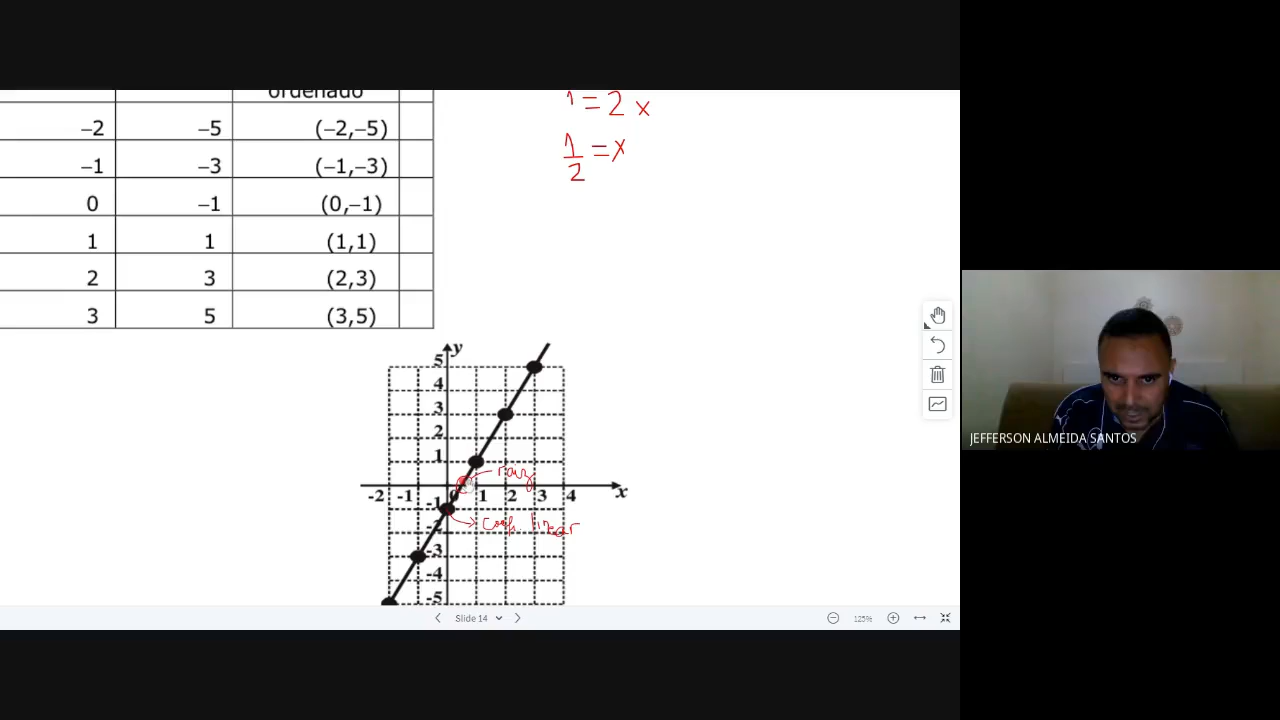 ordenado
−2 −5 (−2,−5)
−1 −3 (−1,−3)
0 −1 (0,−1)
1 1 (1,1)
2 3 (2,3)
3 5 (3,5)
1 = 2 x
1/2 = x
y
5
4
3
2
1
raiz
-2 -1 0 1 2 3 4 x
-1
coef. linear
-2
-3
-4
-5
JEFFERSON ALMEIDA SANTOS
Slide 14
125%